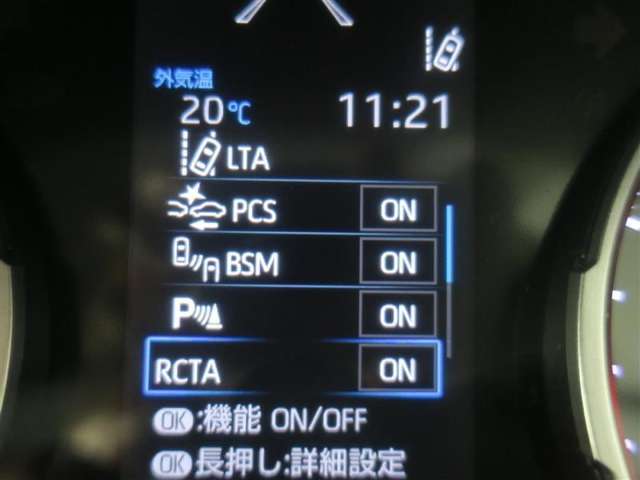 外気温
20℃ 11:21
LTA
PCS ON
BSM ON
P ON
RCTA ON
OK:機能 ON/OFF
OK長押し:詳細設定